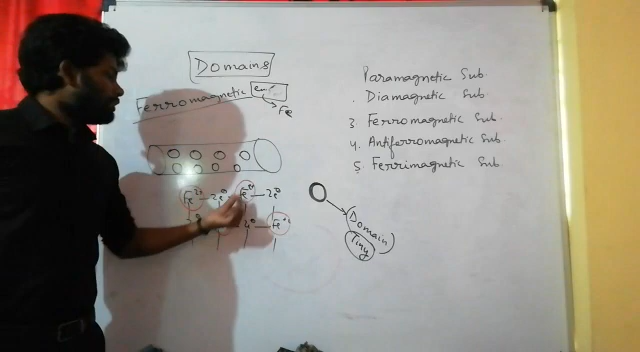 Domains
Ferromagnetic
Fe
Paramagnetic Sub.
. Diamagnetic Sub
3. Ferromagnetic Sub.
4. Antiferromagnetic Sub.
5. Ferrimagnetic Sub.
Domain
Tiny